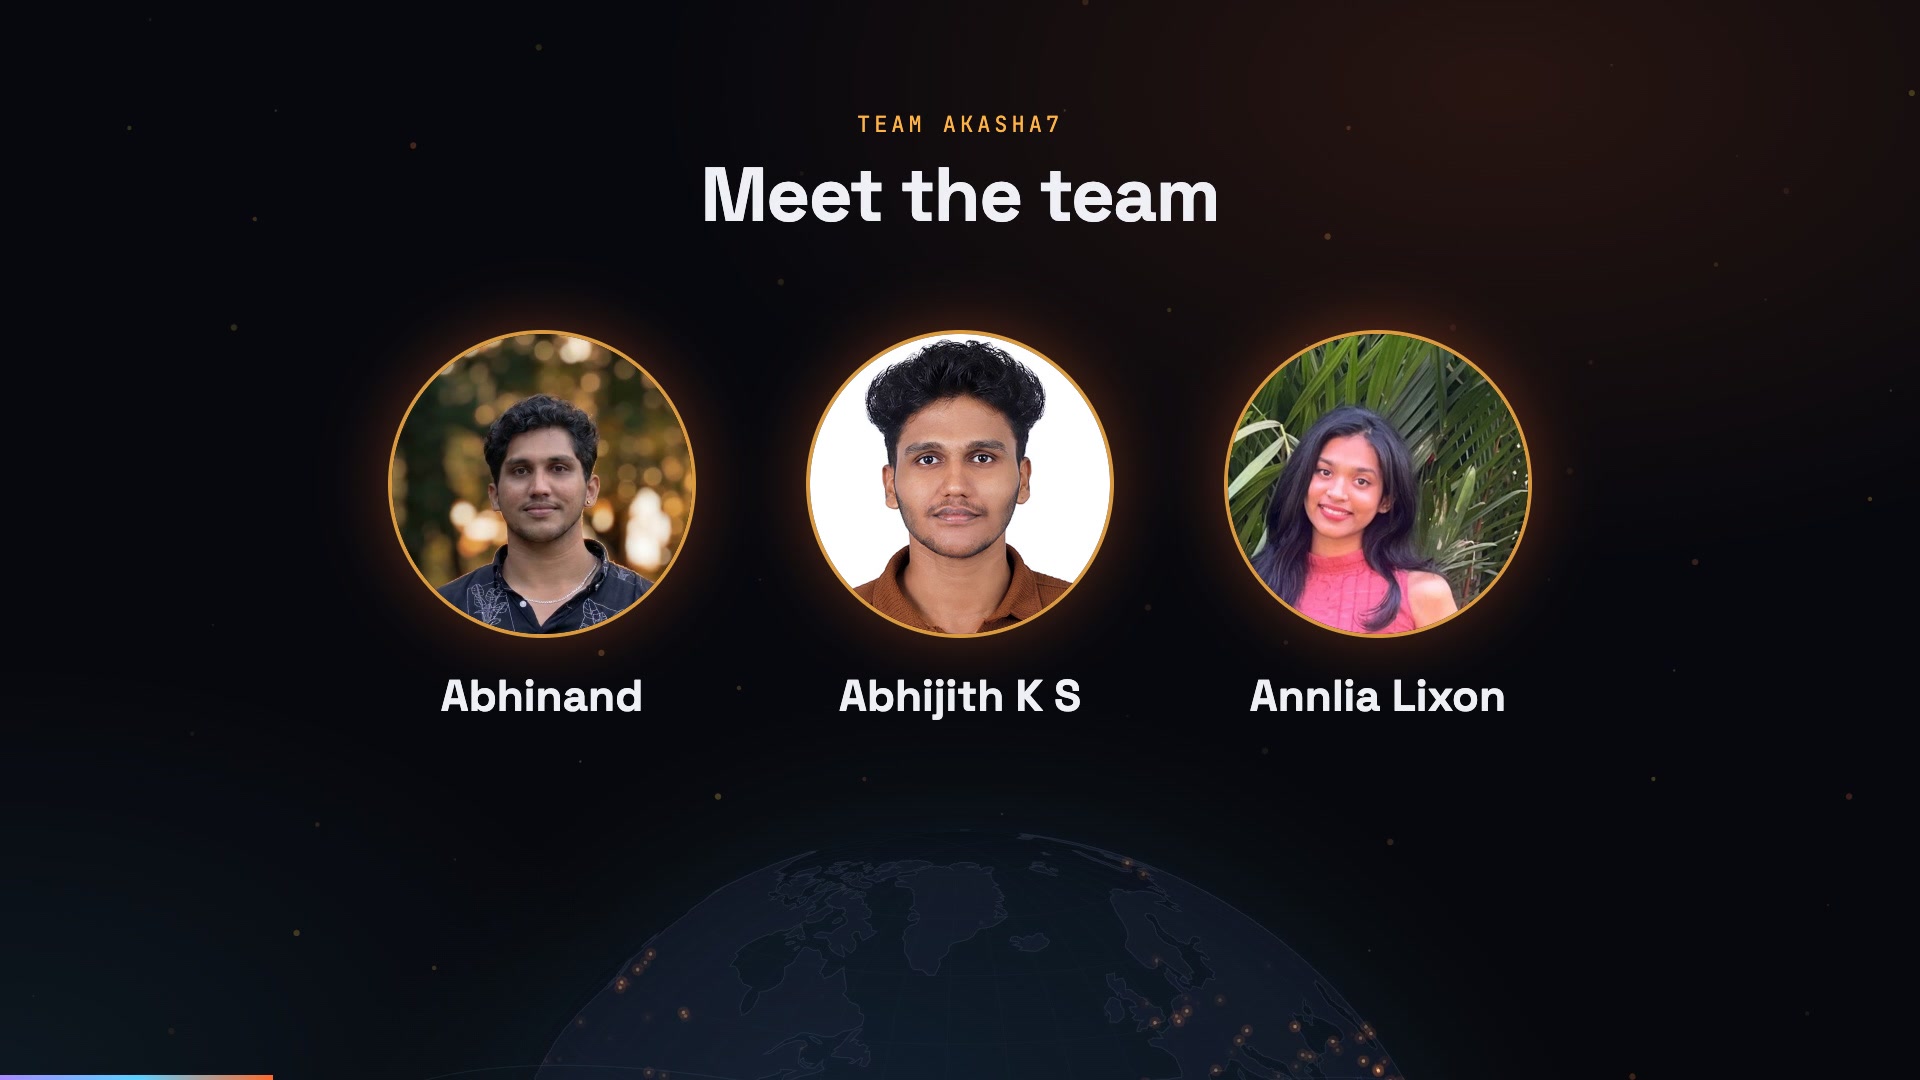 TEAM AKASHA7
Meet the team
Abhinand
Abhijith K S
Annlia Lixon